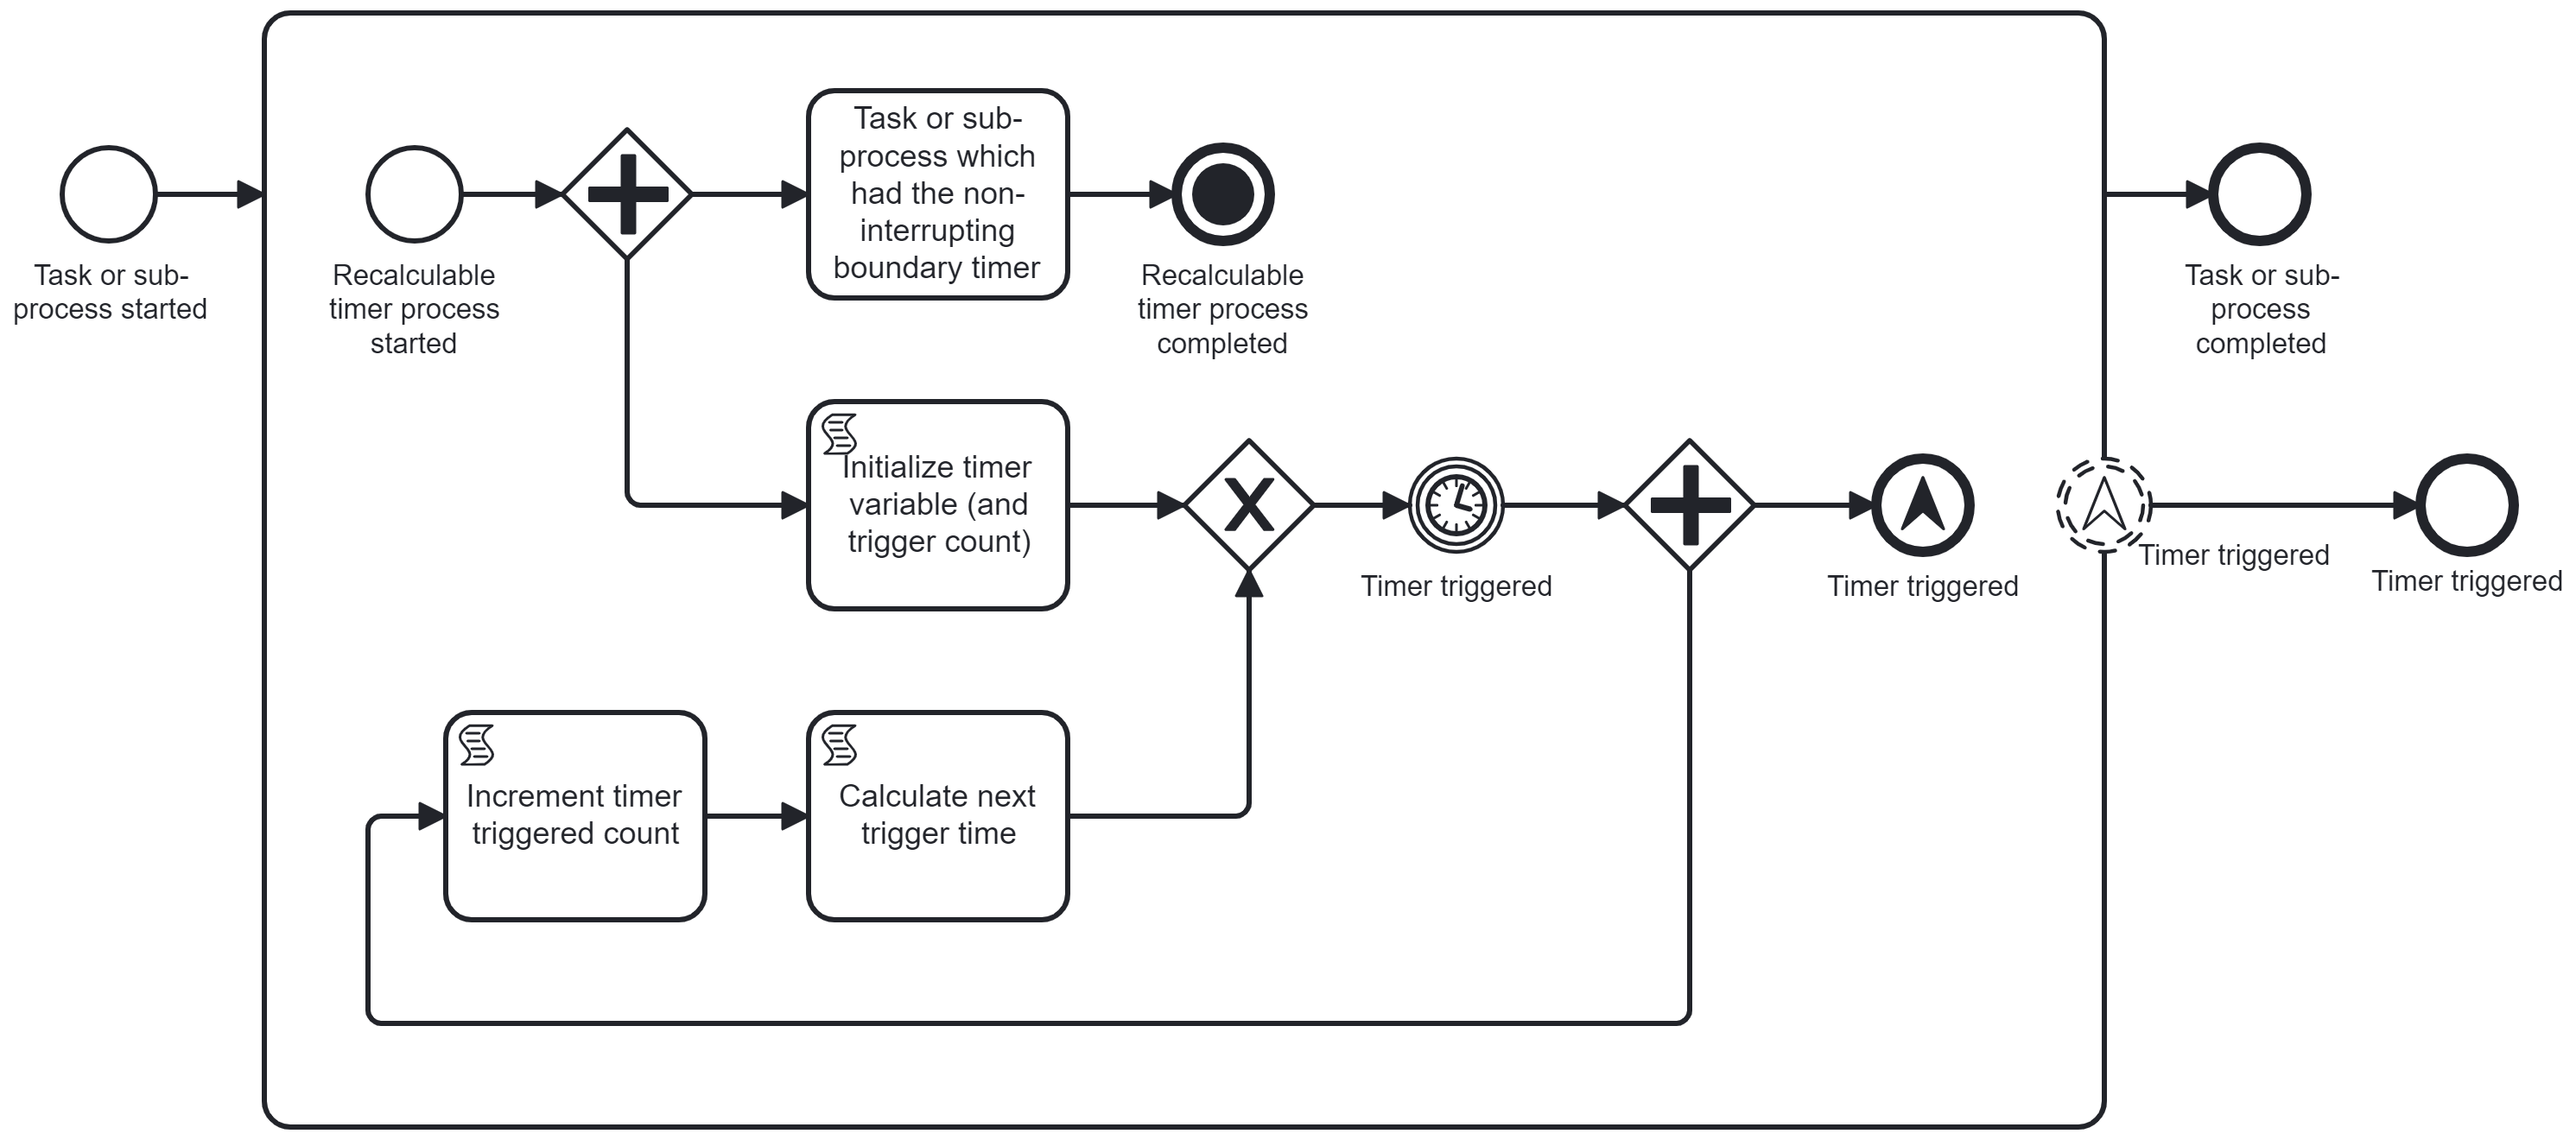 Task or sub-
process started
Recalculable
timer process
started
Task or sub-
process which
had the non-
interrupting
boundary timer
Recalculable
timer process
completed
Task or sub-
process
completed
Initialize timer
variable (and
trigger count)
Timer triggered
Timer triggered
Timer triggered
Timer triggered
Increment timer
triggered count
Calculate next
trigger time